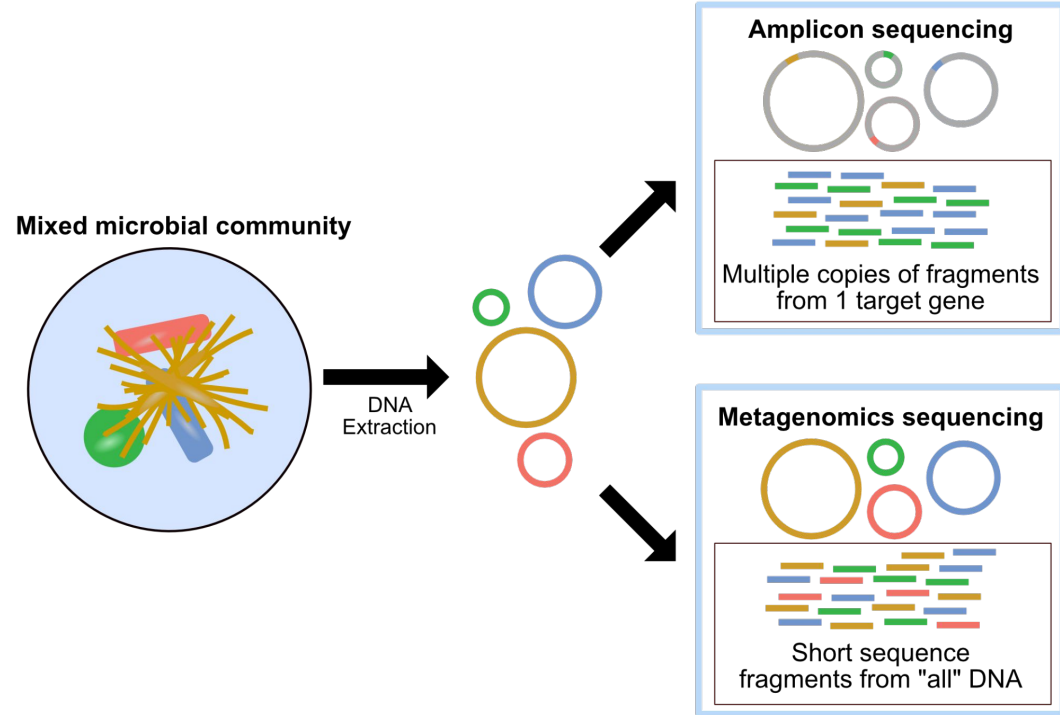 Mixed microbial community
DNA
Extraction
Amplicon sequencing
Multiple copies of fragments
from 1 target gene
Metagenomics sequencing
Short sequence
fragments from "all" DNA